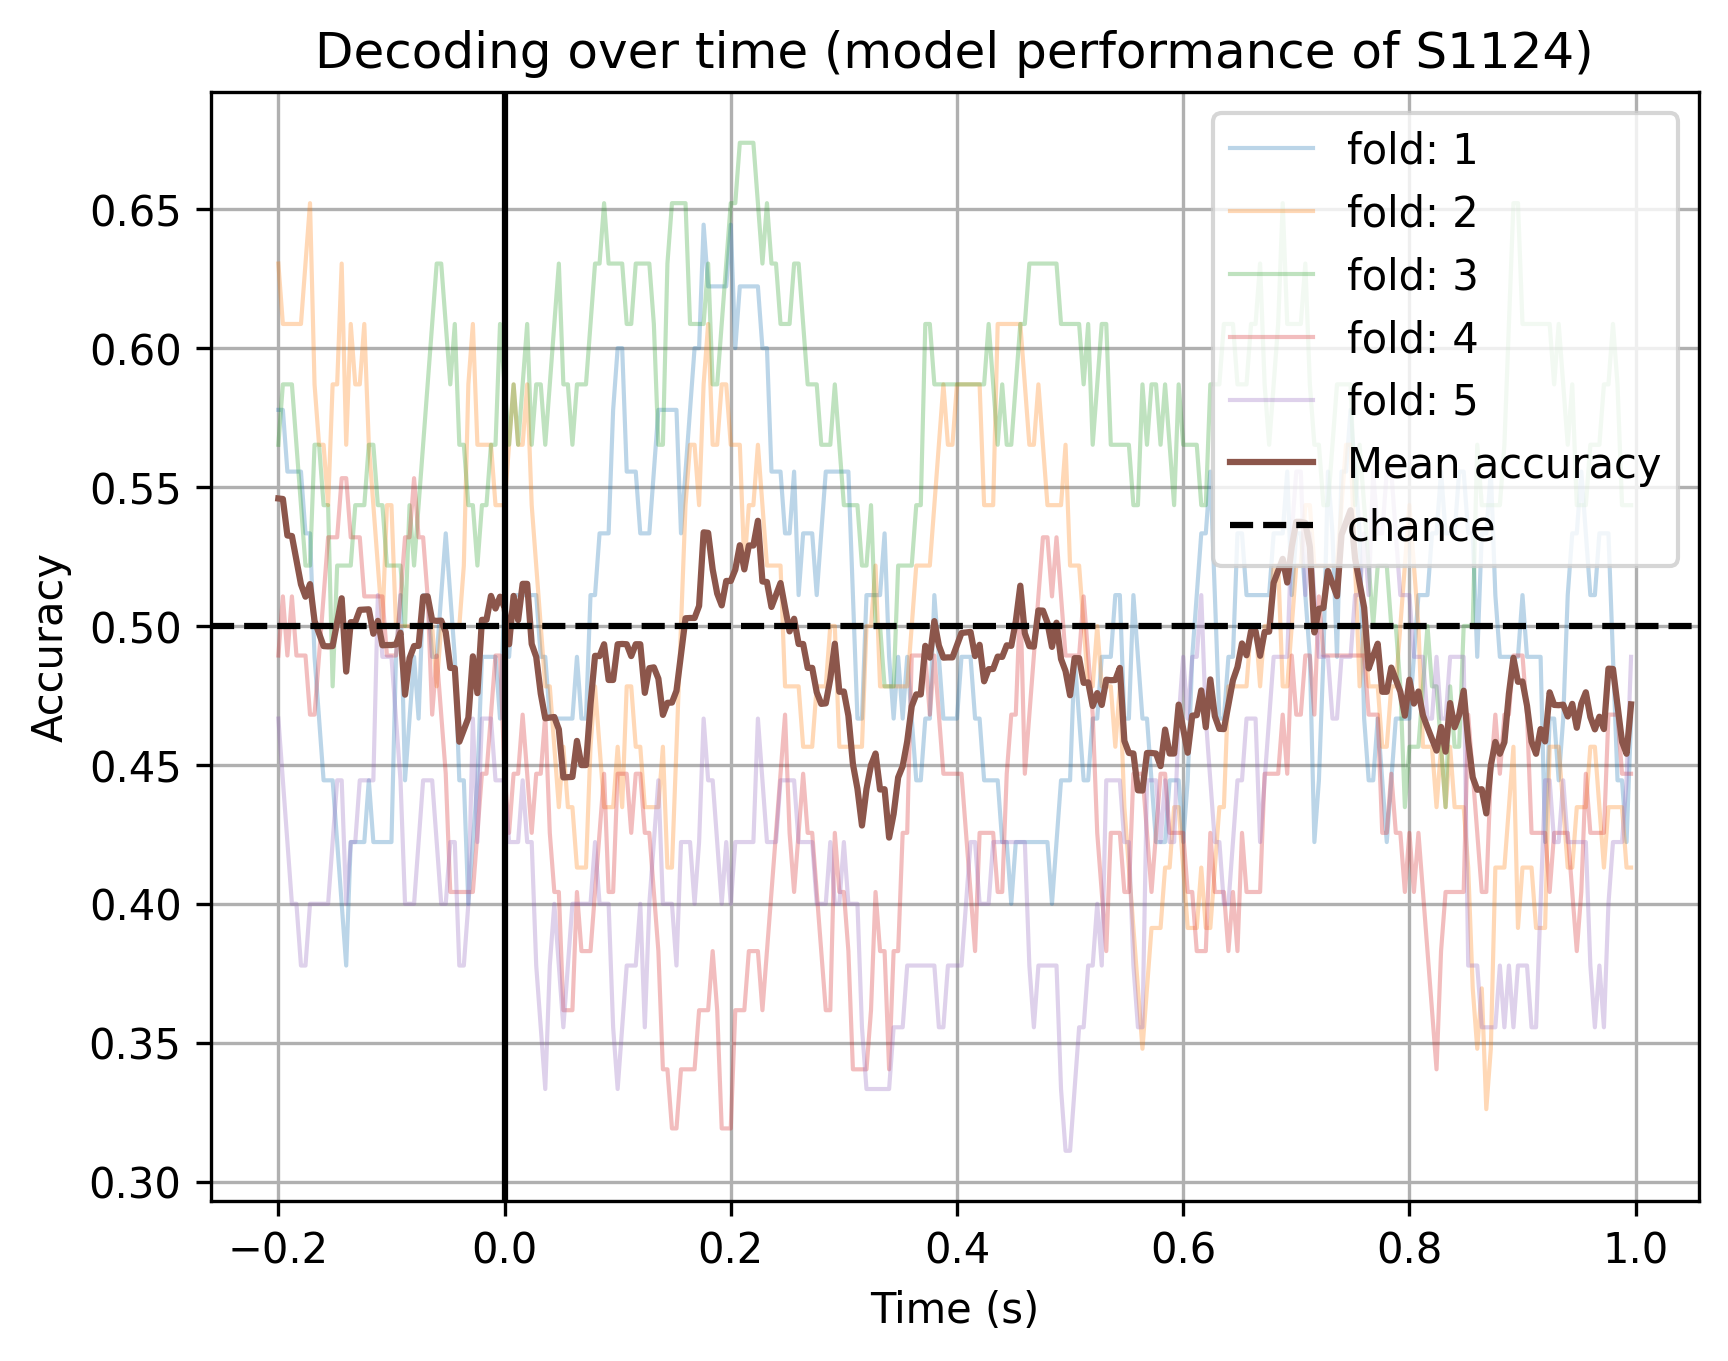 Decoding over time (model performance of S1124)
fold: 1
fold: 2
fold: 3
fold: 4
fold: 5
Mean accuracy
chance
Accuracy
0.65
0.60
0.55
0.50
0.45
0.40
0.35
0.30
−0.2 0.0 0.2 0.4 0.6 0.8 1.0
Time (s)